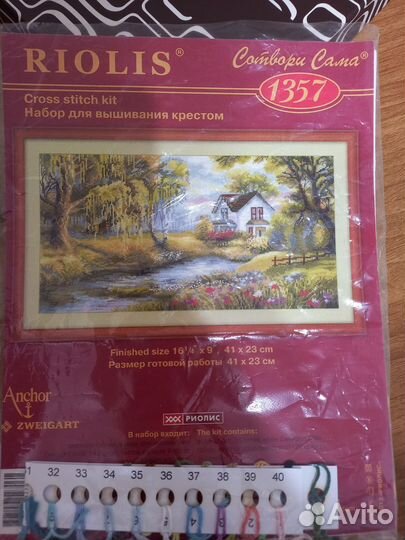 RIOLIS®
Сотвори Сама®
1357
Cross stitch kit
Набор для вышивания крестом
Finished size 16¼" x 9", 41 x 23 cm
Размер готовой работы 41 x 23 см
Anchor
ZWEIGART
РИОЛИС
В набор входит: The kit contains:
32 33 34 35 36 37 38 39 40
Avito